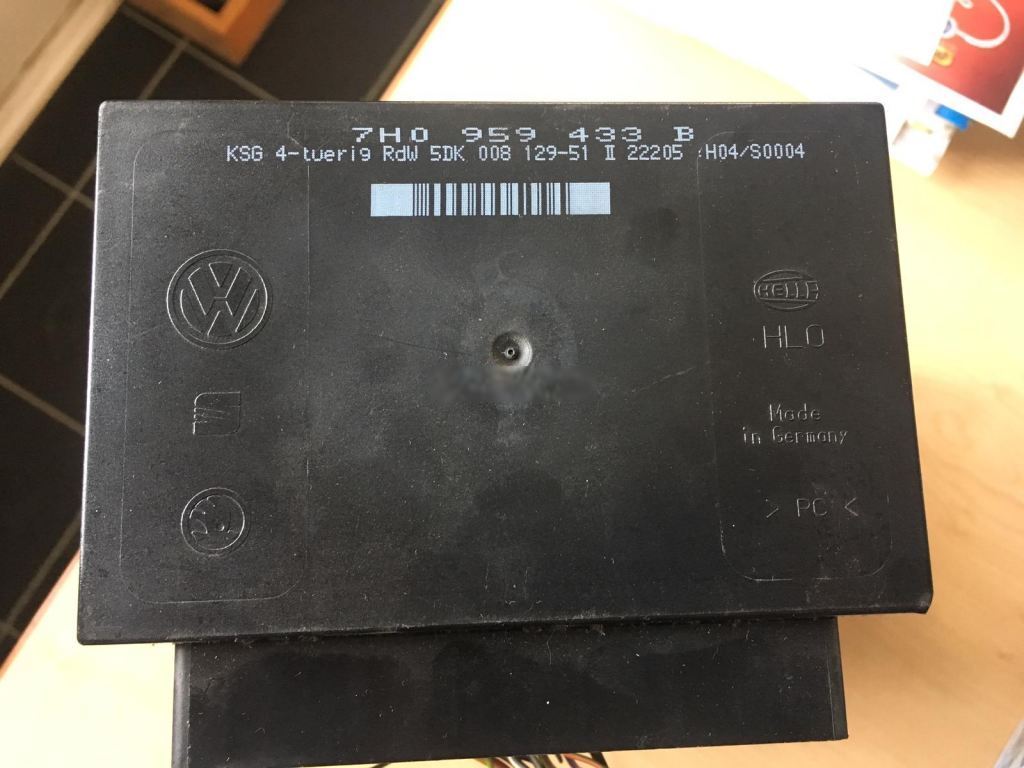 7H0 959 433 B
KSG 4-tuerig RdW 5DK 008 129-51 II 22205 H04/S0004
VW
HELLA
HLO
Made
in Germany
> PC <